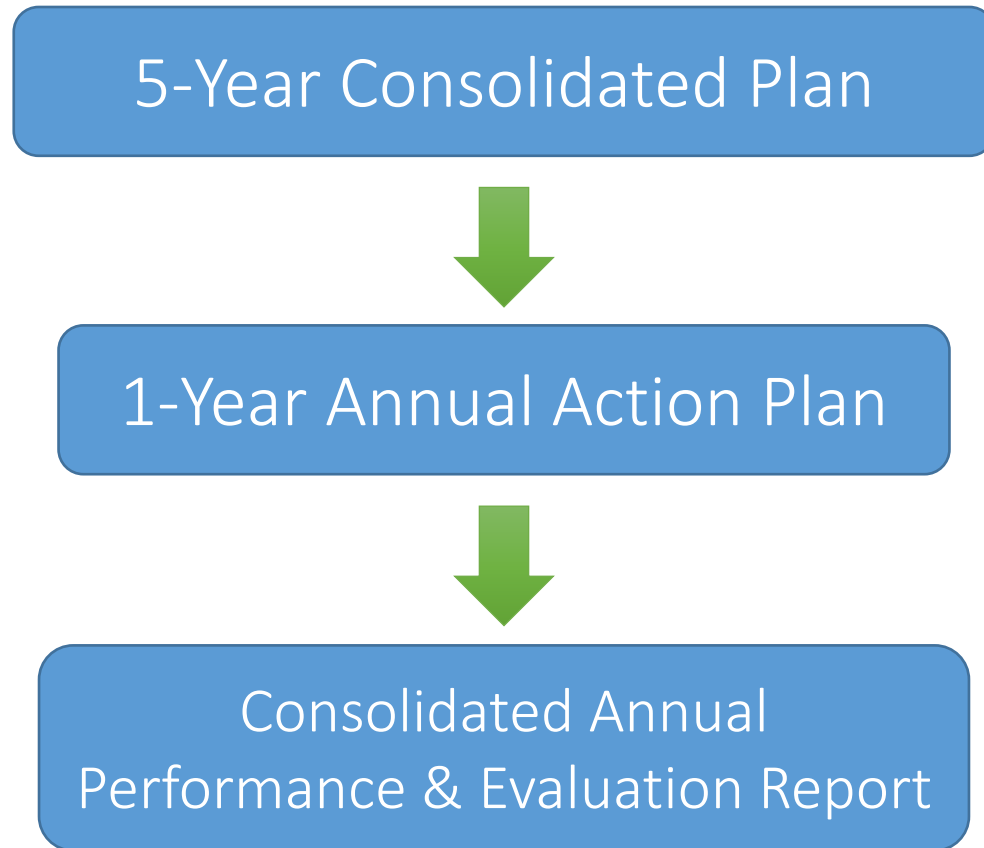 5-Year Consolidated Plan
1-Year Annual Action Plan
Consolidated Annual
Performance & Evaluation Report